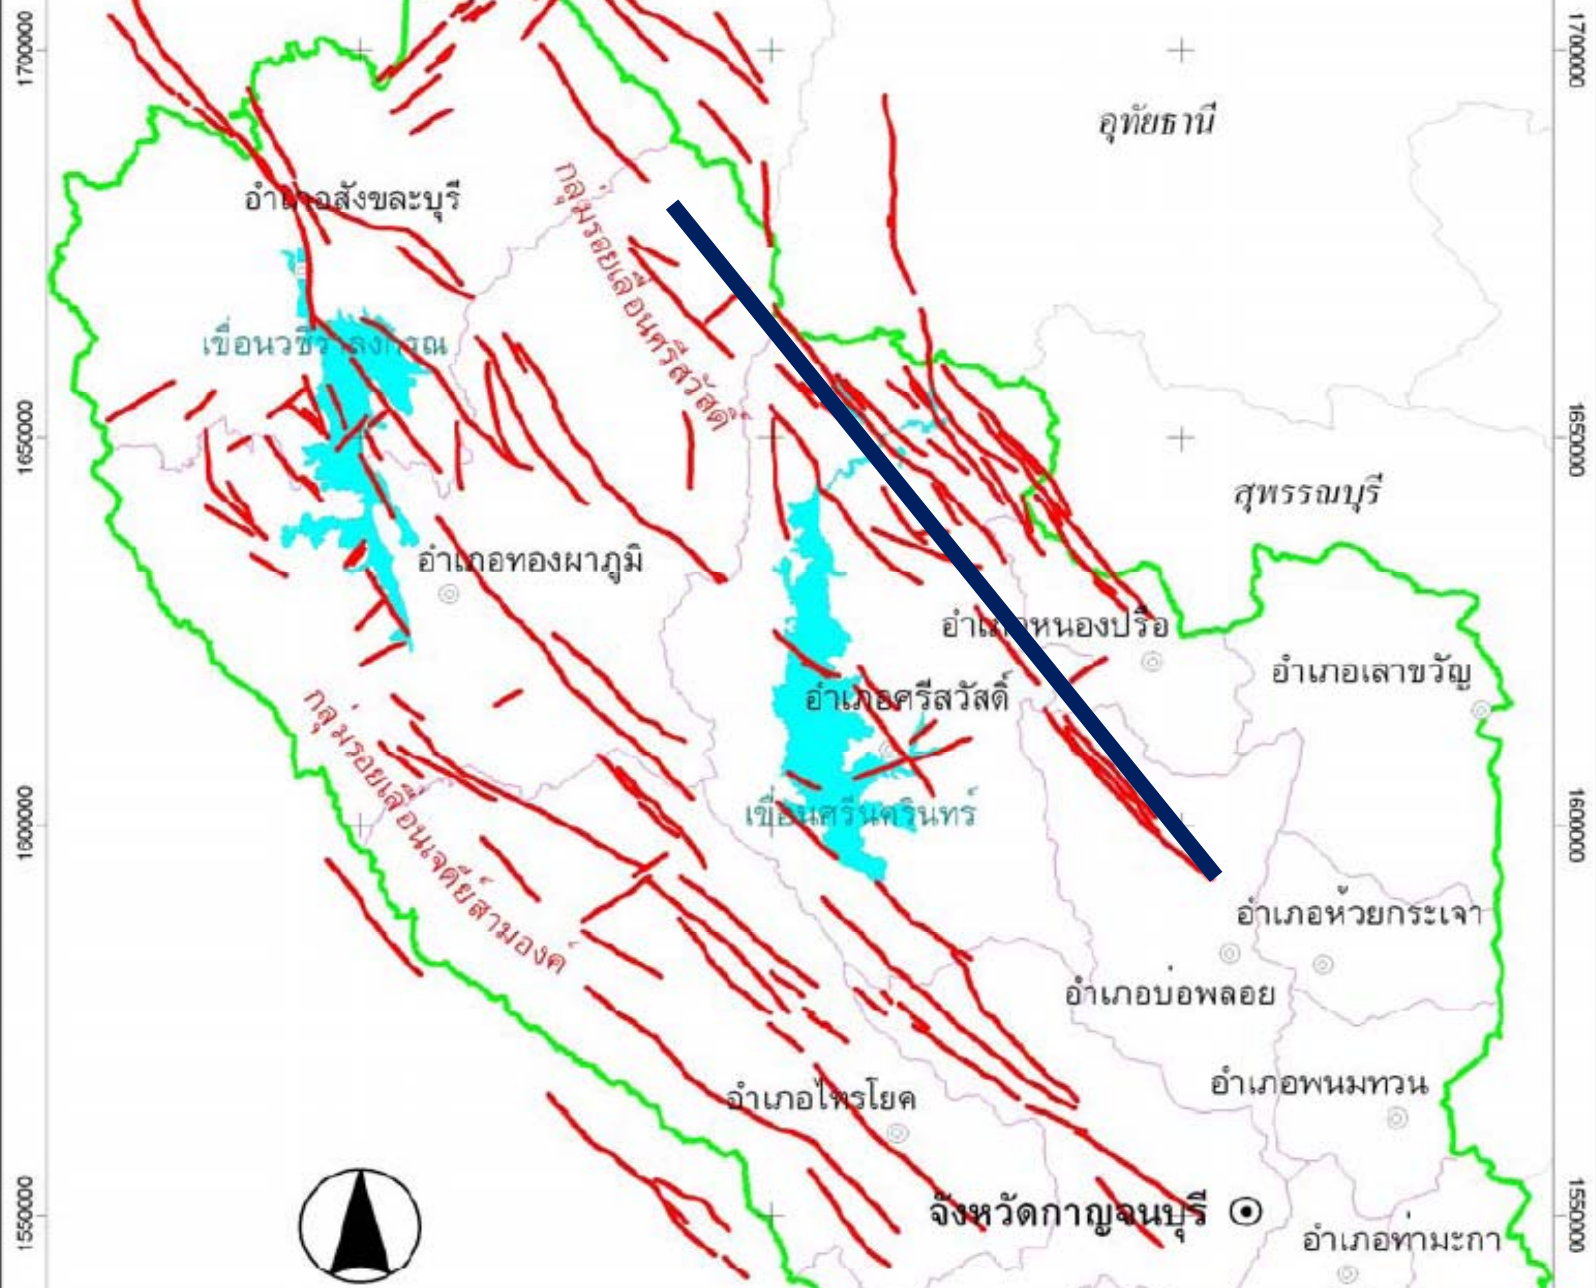 1700000
1700000
อุทัยธานี
อำเภอสังขละบุรี
กลุ่มรอยเลื่อนศรีสวัสดิ์
เขื่อนวชิราลงกรณ
1650000
1650000
สุพรรณบุรี
อำเภอทองผาภูมิ
อำเภอหนองปรือ
อำเภอเลาขวัญ
อำเภอศรีสวัสดิ์
กลุ่มรอยเลื่อนเจดีย์สามองค์
เขื่อนศรีนครินทร์
1600000
1600000
อำเภอห้วยกระเจา
อำเภอบ่อพลอย
อำเภอพนมทวน
อำเภอไทรโยค
1550000
1550000
จังหวัดกาญจนบุรี
อำเภอท่ามะกา